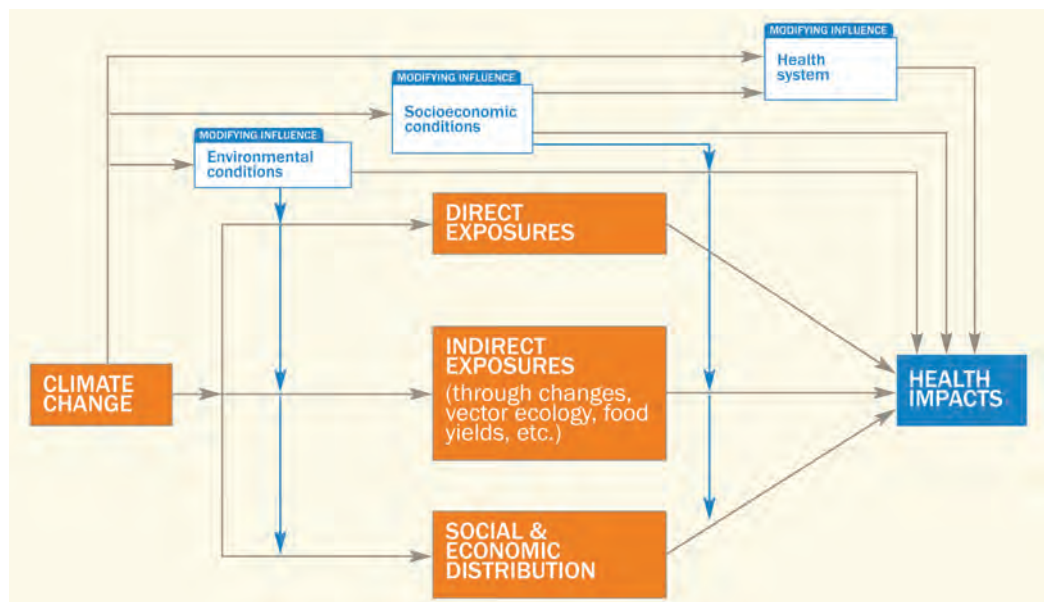 MODIFYING INFLUENCE
Health
system
MODIFYING INFLUENCE
Socioeconomic
conditions
MODIFYING INFLUENCE
Environmental
conditions
DIRECT
EXPOSURES
CLIMATE
CHANGE
INDIRECT
EXPOSURES
(through changes,
vector ecology, food
yields, etc.)
HEALTH
IMPACTS
SOCIAL &
ECONOMIC
DISTRIBUTION